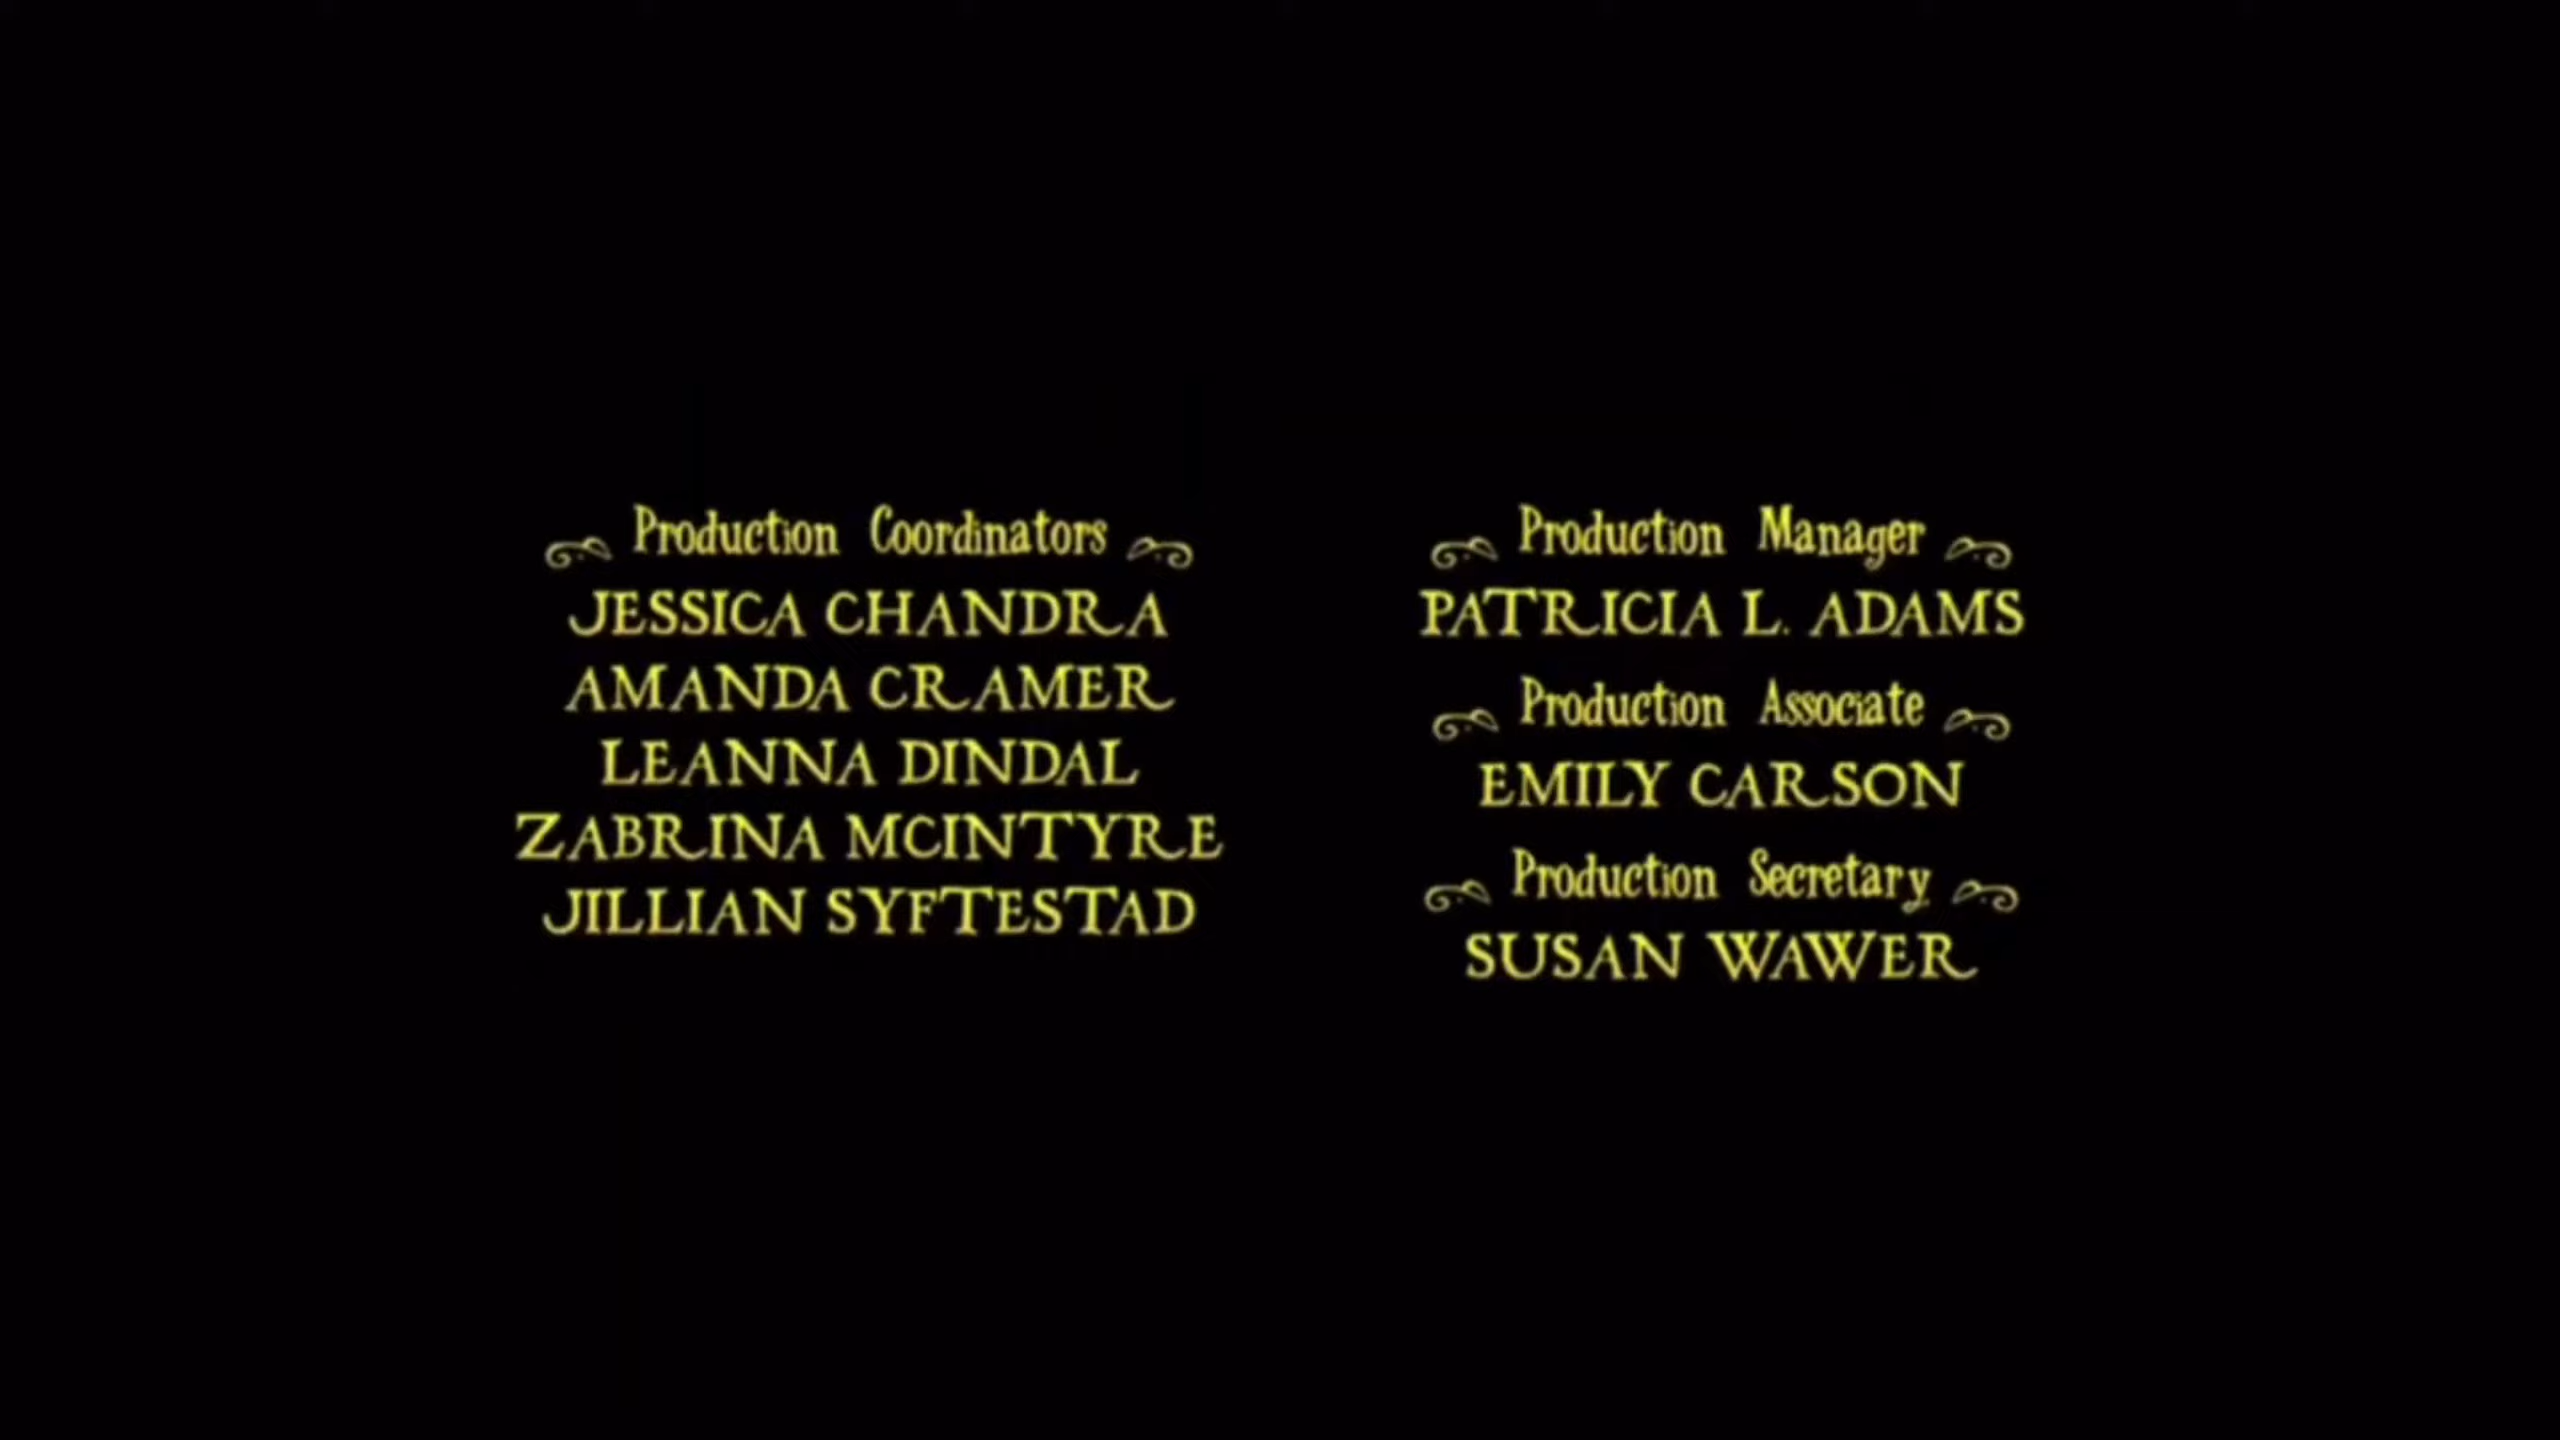 Production Coordinators
JESSICA CHANDRA
AMANDA CRAMER
LEANNA DINDAL
ZABRINA MCINTYRE
JILLIAN SYFTESTAD
Production Manager
PATRICIA L. ADAMS
Production Associate
EMILY CARSON
Production Secretary
SUSAN WAWER